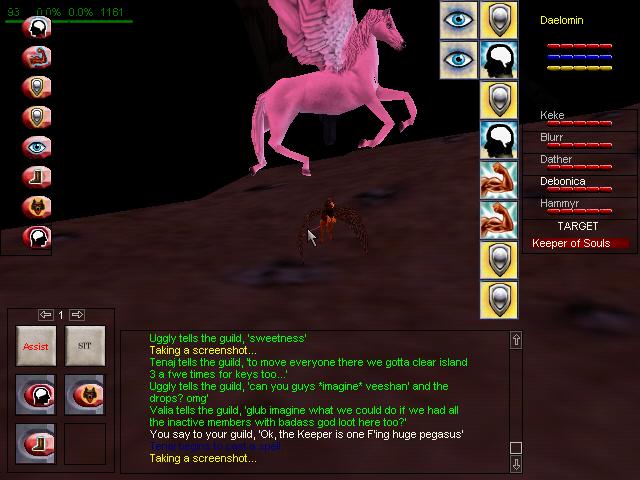 93 0.0% 0.0% 1161
Daelomin
Keke
Blurr
Dather
Debonica
Hammyr
TARGET
Keeper of Souls
1
Assist
SIT
Uggly tells the guild, 'sweetness'
Taking a screenshot...
Tenaj tells the guild, 'to move everyone there we gotta clear island
3 a fwe times for keys too...'
Uggly tells the guild, 'can you guys *imagine* veeshan' and the
drops? omg'
Valia tells the guild, 'glub imagine what we could do if we had all
the inactive members with badass god loot here too?'
You say to your guild, 'Ok, the Keeper is one F'ing huge pegasus'
Tenaj begins to cast a spell.
Taking a screenshot...